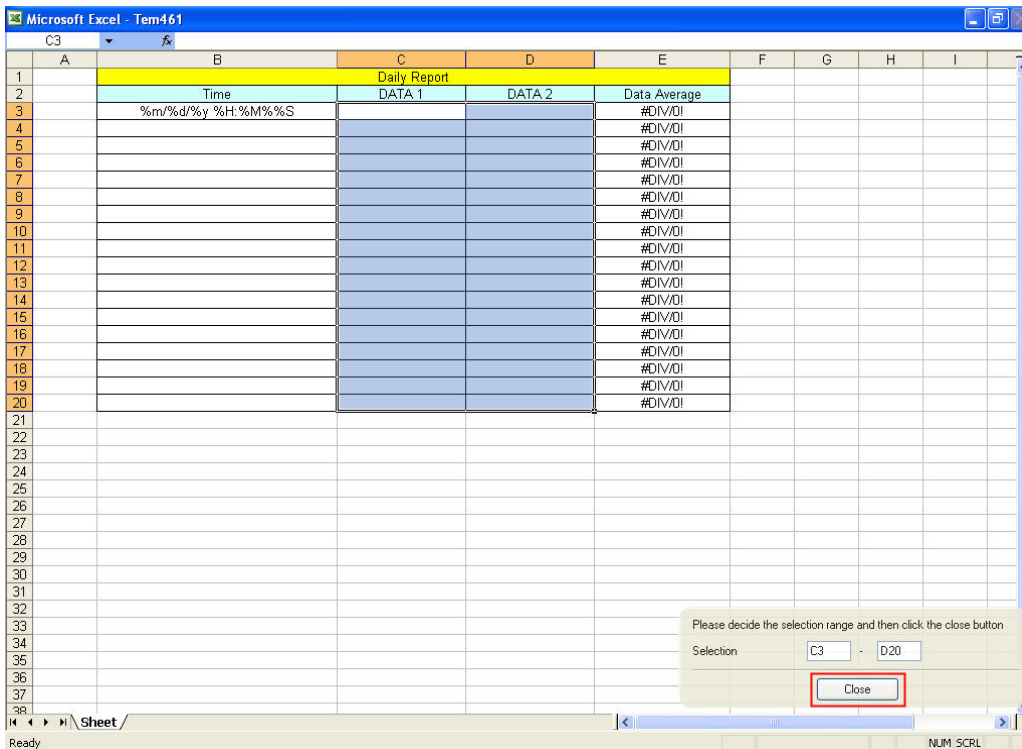 Microsoft Excel - Tem461
C3 fx
A B C D E F G H I
1 Daily Report
2 Time DATA 1 DATA 2 Data Average
3 %m/%d/%y %H:%M%%S #DIV/0!
4 #DIV/0!
5 #DIV/0!
6 #DIV/0!
7 #DIV/0!
8 #DIV/0!
9 #DIV/0!
10 #DIV/0!
11 #DIV/0!
12 #DIV/0!
13 #DIV/0!
14 #DIV/0!
15 #DIV/0!
16 #DIV/0!
17 #DIV/0!
18 #DIV/0!
19 #DIV/0!
20 #DIV/0!
21
22
23
24
25
26
27
28
29
30
31
32
33
34
35
36
37
38
Please decide the selection range and then click the close button
Selection C3 - D20
Close
Sheet
Ready NUM SCRL